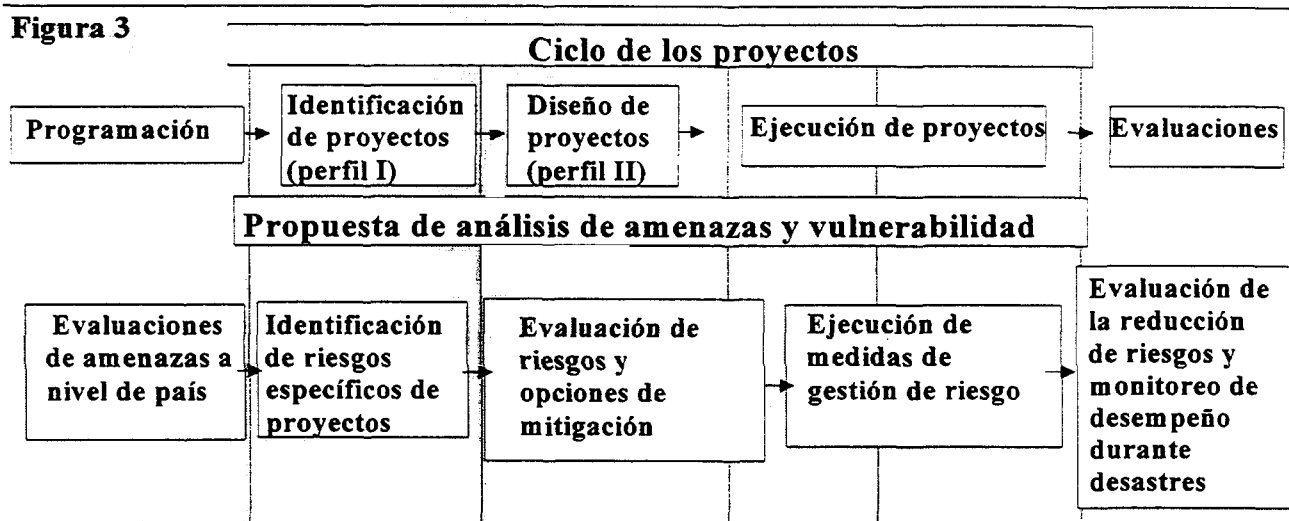 Figura 3
Ciclo de los proyectos
Programación
Identificación
de proyectos
(perfil I)
Diseño de
proyectos
(perfil II)
Ejecución de proyectos
Evaluaciones
Propuesta de análisis de amenazas y vulnerabilidad
Evaluaciones
de amenazas a
nivel de país
Identificación
de riesgos
específicos de
proyectos
Evaluación de
riesgos y
opciones de
mitigación
Ejecución de
medidas de
gestión de riesgo
Evaluación de
la reducción
de riesgos y
monitoreo de
desempeño
durante
desastres